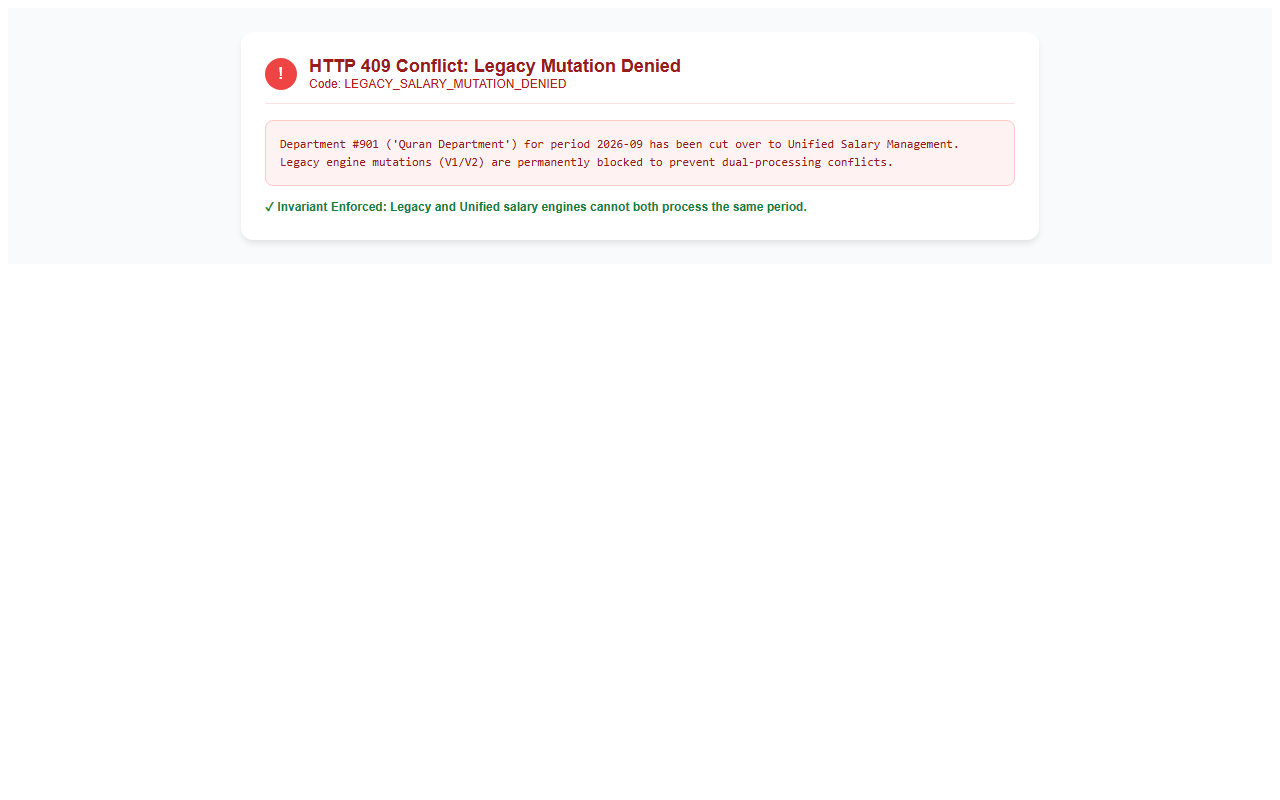 !
HTTP 409 Conflict: Legacy Mutation Denied
Code: LEGACY_SALARY_MUTATION_DENIED
Department #901 ('Quran Department') for period 2026-09 has been cut over to Unified Salary Management.
Legacy engine mutations (V1/V2) are permanently blocked to prevent dual-processing conflicts.
✓ Invariant Enforced: Legacy and Unified salary engines cannot both process the same period.